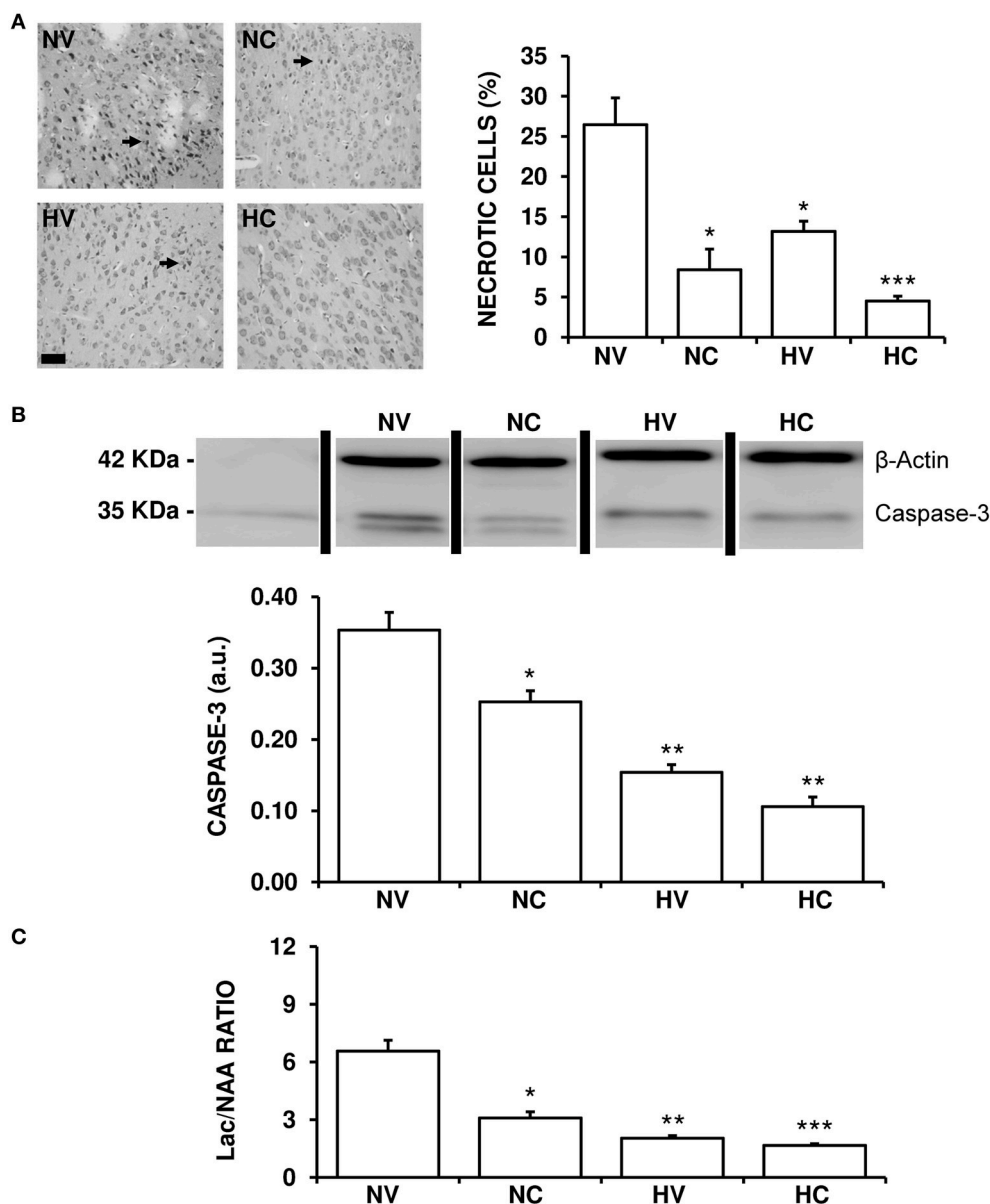 A
NV
NC
HV
HC
NECROTIC CELLS (%)
35
30
25
20
15
10
5
0
*
*
***
NV NC HV HC
B
NV NC HV HC
42 KDa - β-Actin
35 KDa - Caspase-3
CASPASE-3 (a.u.)
0.40
0.30
0.20
0.10
0.00
*
**
**
NV NC HV HC
C
Lac/NAA RATIO
12
9
6
3
0
*
**
***
NV NC HV HC